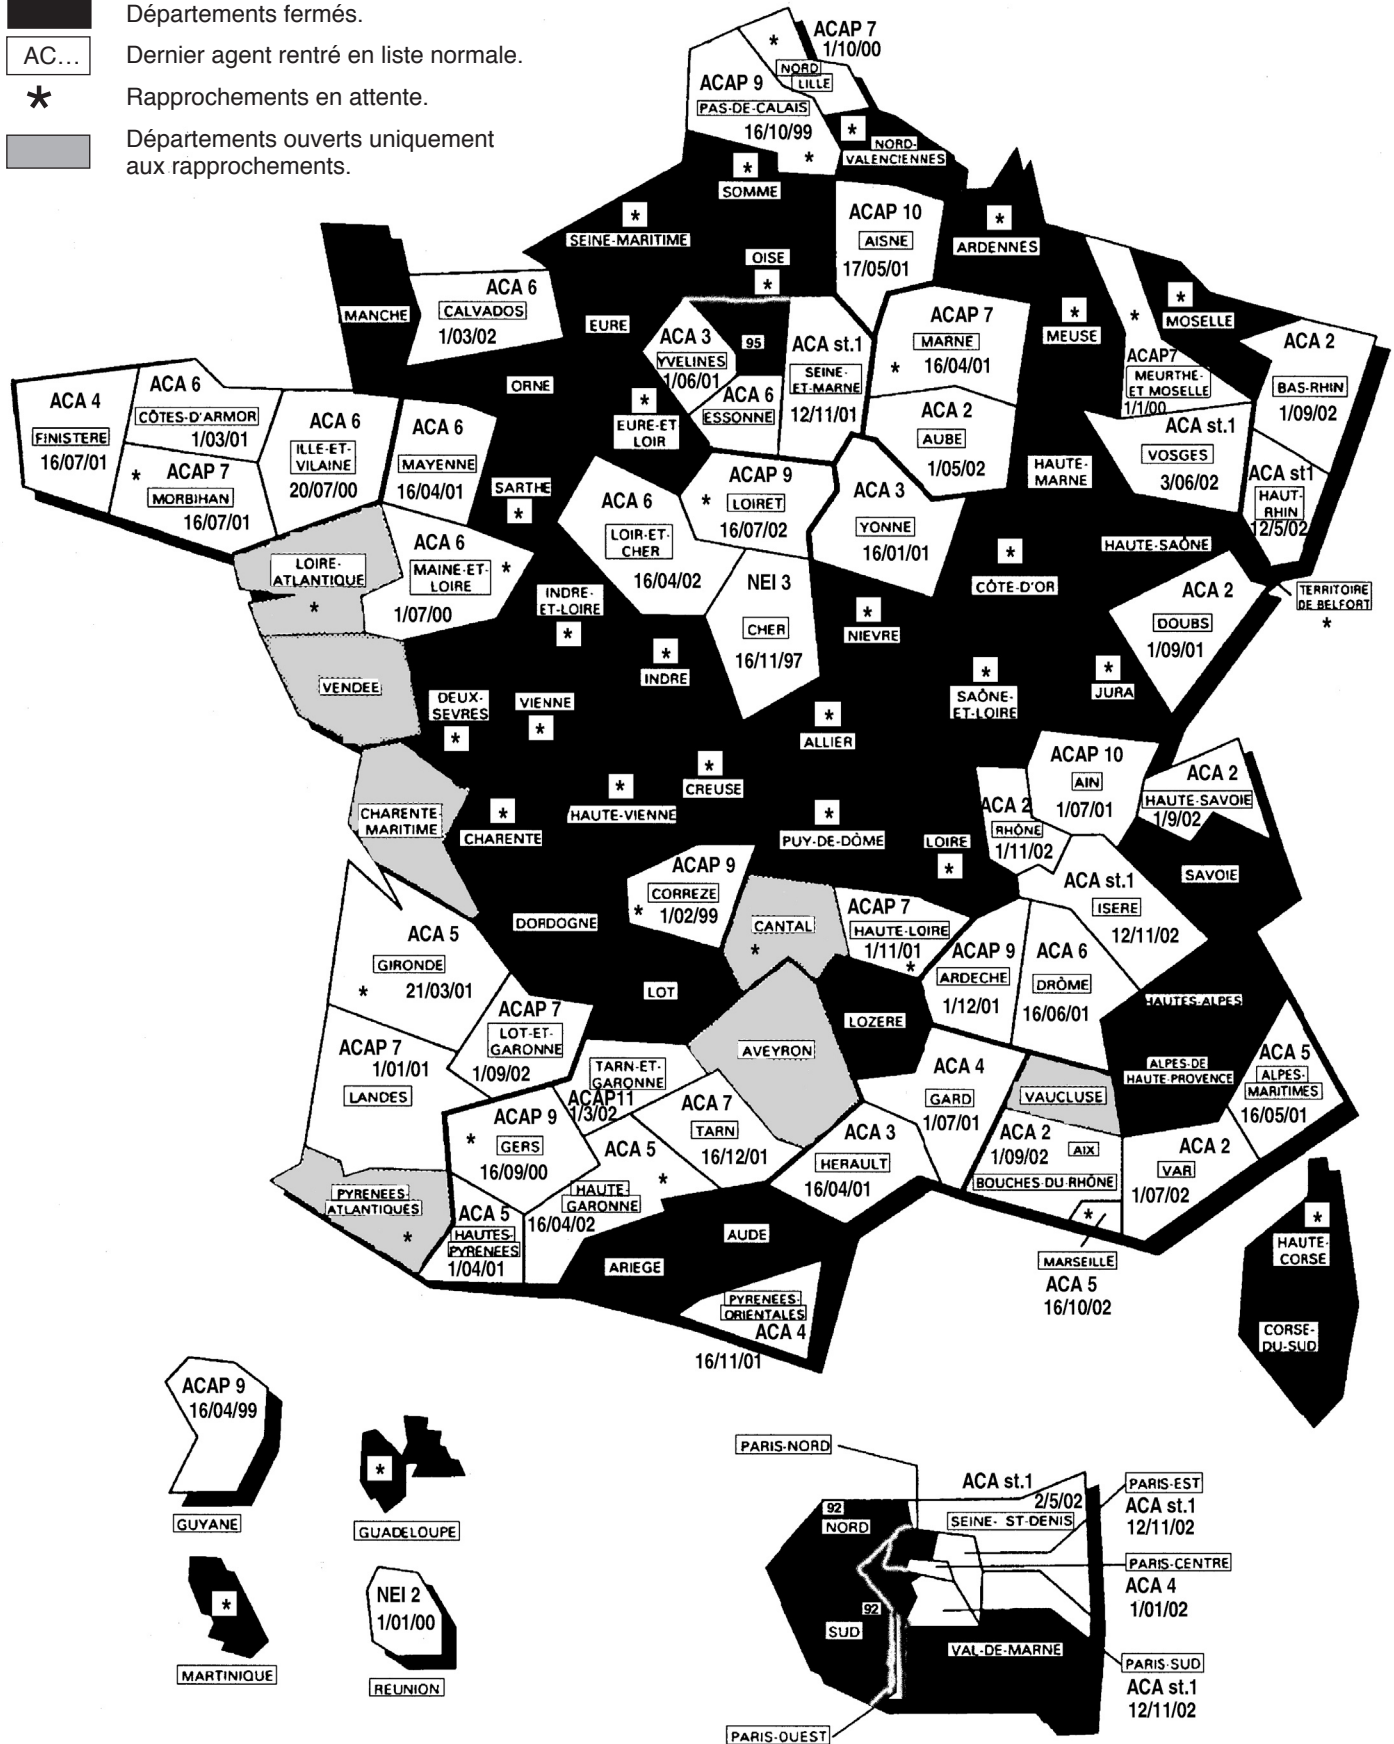 Départements fermés.
AC…
Dernier agent rentré en liste normale.
*
Rapprochements en attente.
Départements ouverts uniquement
aux rapprochements.
ACAP 7
1/10/00
*
NORD
LILLE
ACAP 9
PAS-DE-CALAIS
16/10/99
*
*
NORD-
VALENCIENNES
*
SOMME
*
SEINE-MARITIME
ACAP 10
AISNE
17/05/01
*
ARDENNES
OISE
*
MANCHE
ACA 6
CALVADOS
1/03/02
EURE
ACA 3
YVELINES
1/06/01
95
ACA st.1
SEINE-
ET-MARNE
12/11/01
ACAP 7
MARNE
* 16/04/01
*
MEUSE
*
*
MOSELLE
ACAP7
MEURTHE-
ET MOSELLE
1/1/00
ACA 2
BAS-RHIN
1/09/02
ACA 4
FINISTERE
16/07/01
ACA 6
CÔTES-D'ARMOR
1/03/01
ACAP 7
*
MORBIHAN
16/07/01
ACA 6
ILLE-ET-
VILAINE
20/07/00
ACA 6
MAYENNE
16/04/01
ORNE
*
EURE-ET
LOIR
ACA 6
ESSONNE
ACA 2
AUBE
1/05/02
HAUTE-
MARNE
ACA st.1
VOSGES
3/06/02
ACA st1
HAUT-
RHIN
12/5/02
SARTHE
*
ACA 6
LOIR-ET-
CHER
16/04/02
ACAP 9
* LOIRET
16/07/02
ACA 3
YONNE
16/01/01
LOIRE-
ATLANTIQUE
*
ACA 6
MAINE-ET-
LOIRE
*
1/07/00
INDRE-
ET-LOIRE
*
NEI 3
CHER
16/11/97
*
NIEVRE
*
CÔTE-D'OR
HAUTE-SAÔNE
ACA 2
DOUBS
1/09/01
TERRITOIRE
DE BELFORT
*
VENDEE
DEUX-
SEVRES
*
VIENNE
*
*
INDRE
*
ALLIER
*
SAÔNE-
ET-LOIRE
*
JURA
CHARENTE-
MARITIME
*
CHARENTE
*
HAUTE-VIENNE
*
CREUSE
*
PUY-DE-DÔME
LOIRE
*
ACA 2
RHÔNE
1/11/02
ACAP 10
AIN
1/07/01
ACA 2
HAUTE-SAVOIE
1/9/02
SAVOIE
ACA st.1
ISERE
12/11/02
DORDOGNE
ACAP 9
CORREZE
* 1/02/99
CANTAL
*
ACAP 7
HAUTE-LOIRE
1/11/01
*
ACAP 9
ARDECHE
1/12/01
ACA 6
DRÔME
16/06/01
HAUTES-ALPES
ACA 5
GIRONDE
* 21/03/01
LOT
LOZERE
ACAP 7
LOT-ET-
GARONNE
1/09/02
ACAP 7
1/01/01
LANDES
TARN-ET-
GARONNE
ACAP11
1/3/02
AVEYRON
ACA 4
GARD
1/07/01
VAUCLUSE
ALPES-DE
HAUTE-PROVENCE
ACA 5
ALPES-
MARITIMES
16/05/01
ACAP 9
*
GERS
16/09/00
ACA 7
TARN
16/12/01
ACA 3
HERAULT
16/04/01
ACA 2
1/09/02
AIX
BOUCHES-DU-RHÔNE
ACA 2
VAR
1/07/02
PYRENEES-
ATLANTIQUES
*
ACA 5
HAUTES-
PYRENEES
1/04/01
ACA 5
*
HAUTE-
GARONNE
16/04/02
ARIEGE
AUDE
PYRENEES-
ORIENTALES
ACA 4
16/11/01
*
MARSEILLE
ACA 5
16/10/02
*
HAUTE-
CORSE
CORSE-
DU-SUD
ACAP 9
16/04/99
GUYANE
*
GUADELOUPE
*
MARTINIQUE
NEI 2
1/01/00
REUNION
PARIS-NORD
92
NORD
ACA st.1
2/5/02
SEINE- ST-DENIS
PARIS-EST
ACA st.1
12/11/02
PARIS-CENTRE
ACA 4
1/01/02
92
SUD
VAL-DE-MARNE
PARIS-SUD
ACA st.1
12/11/02
PARIS-OUEST